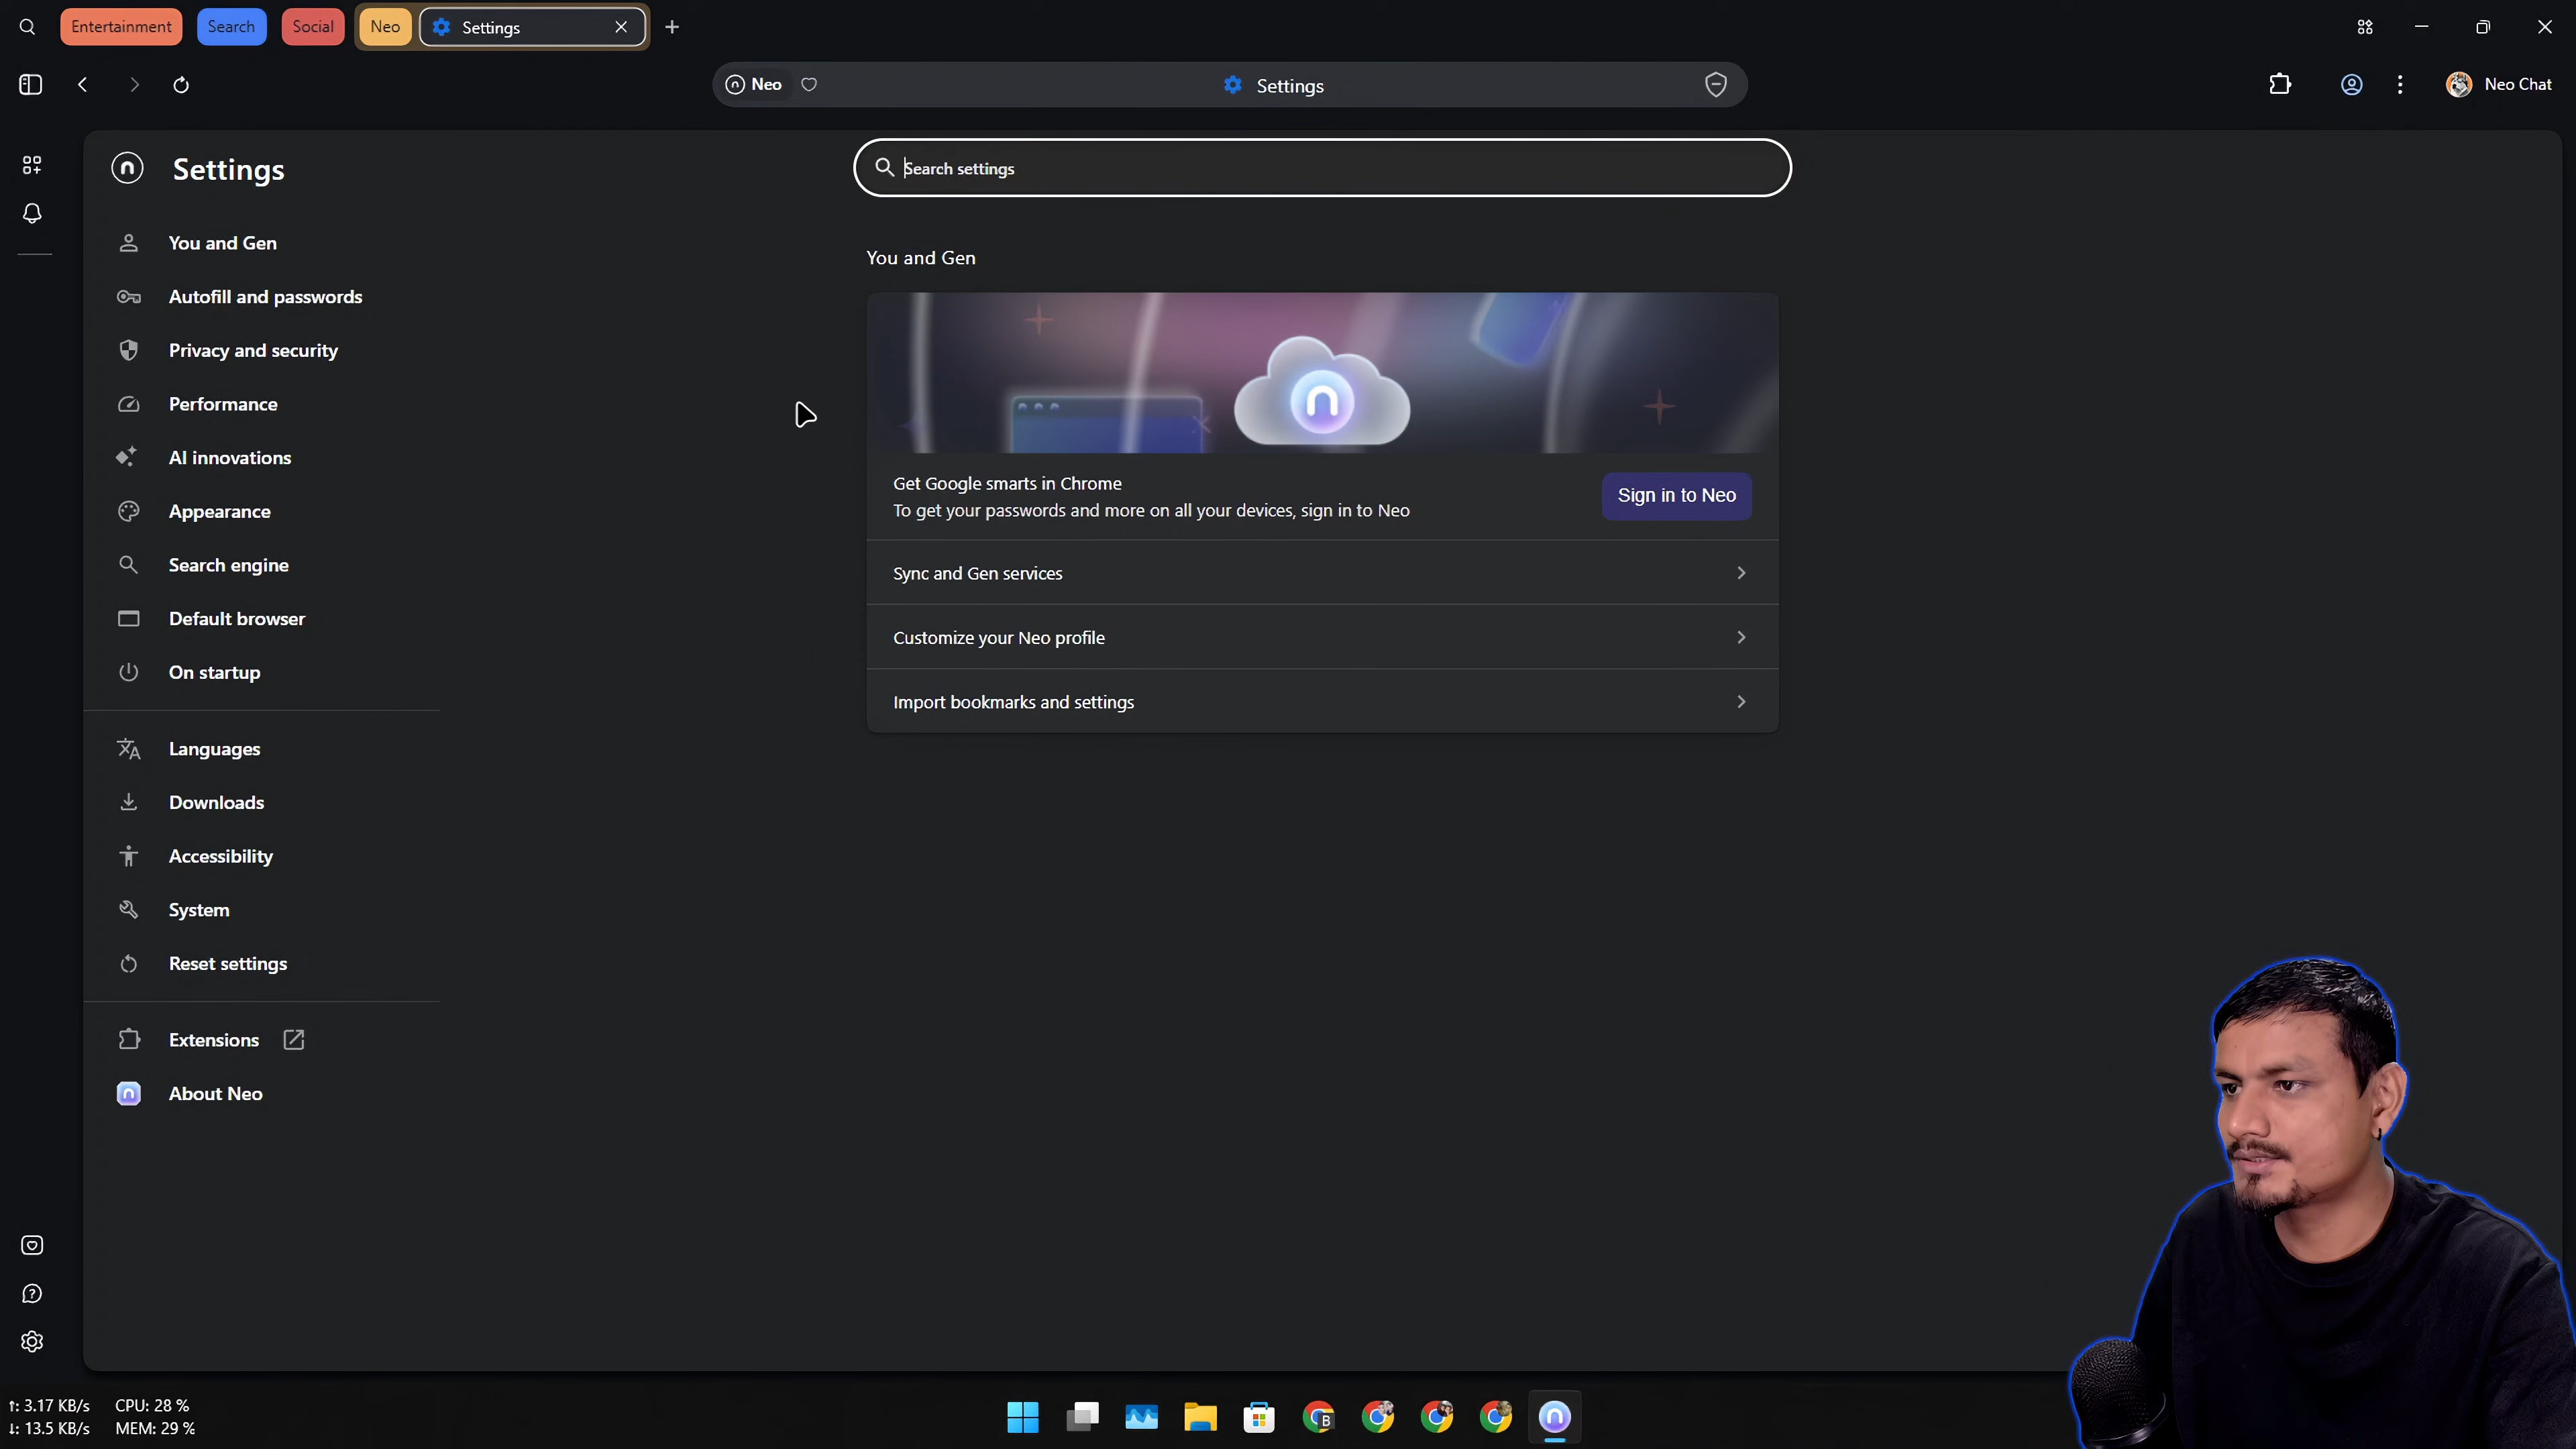 Entertainment
Search
Social
Neo
Settings
Neo
Settings
Neo Chat
Settings
Search settings
You and Gen
Autofill and passwords
Privacy and security
Performance
AI innovations
Appearance
Search engine
Default browser
On startup
Languages
Downloads
Accessibility
System
Reset settings
Extensions
About Neo
You and Gen
Get Google smarts in Chrome
To get your passwords and more on all your devices, sign in to Neo
Sign in to Neo
Sync and Gen services
Customize your Neo profile
Import bookmarks and settings
↑: 3.17 KB/s CPU: 28 %
↓: 13.5 KB/s MEM: 29 %
B